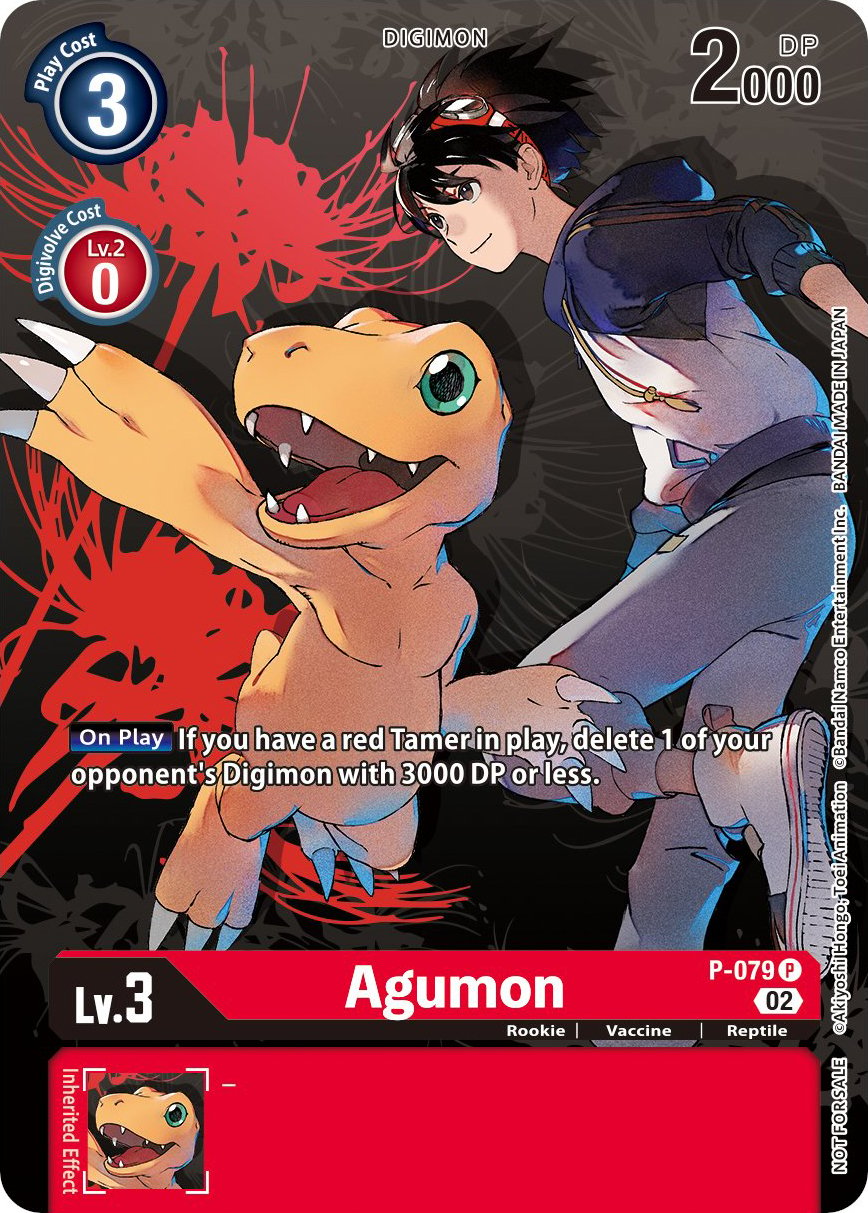 DIGIMON
Play Cost
3
2000
DP
Digivolve Cost
Lv.2
0
On Play If you have a red Tamer in play, delete 1 of your
opponent's Digimon with 3000 DP or less.
Lv.3
Agumon
P-079 P
02
Rookie | Vaccine | Reptile
Inherited Effect
–
©Akiyoshi Hongo, Toei Animation ©Bandai Namco Entertainment Inc. BANDAI MADE IN JAPAN
NOT FOR SALE